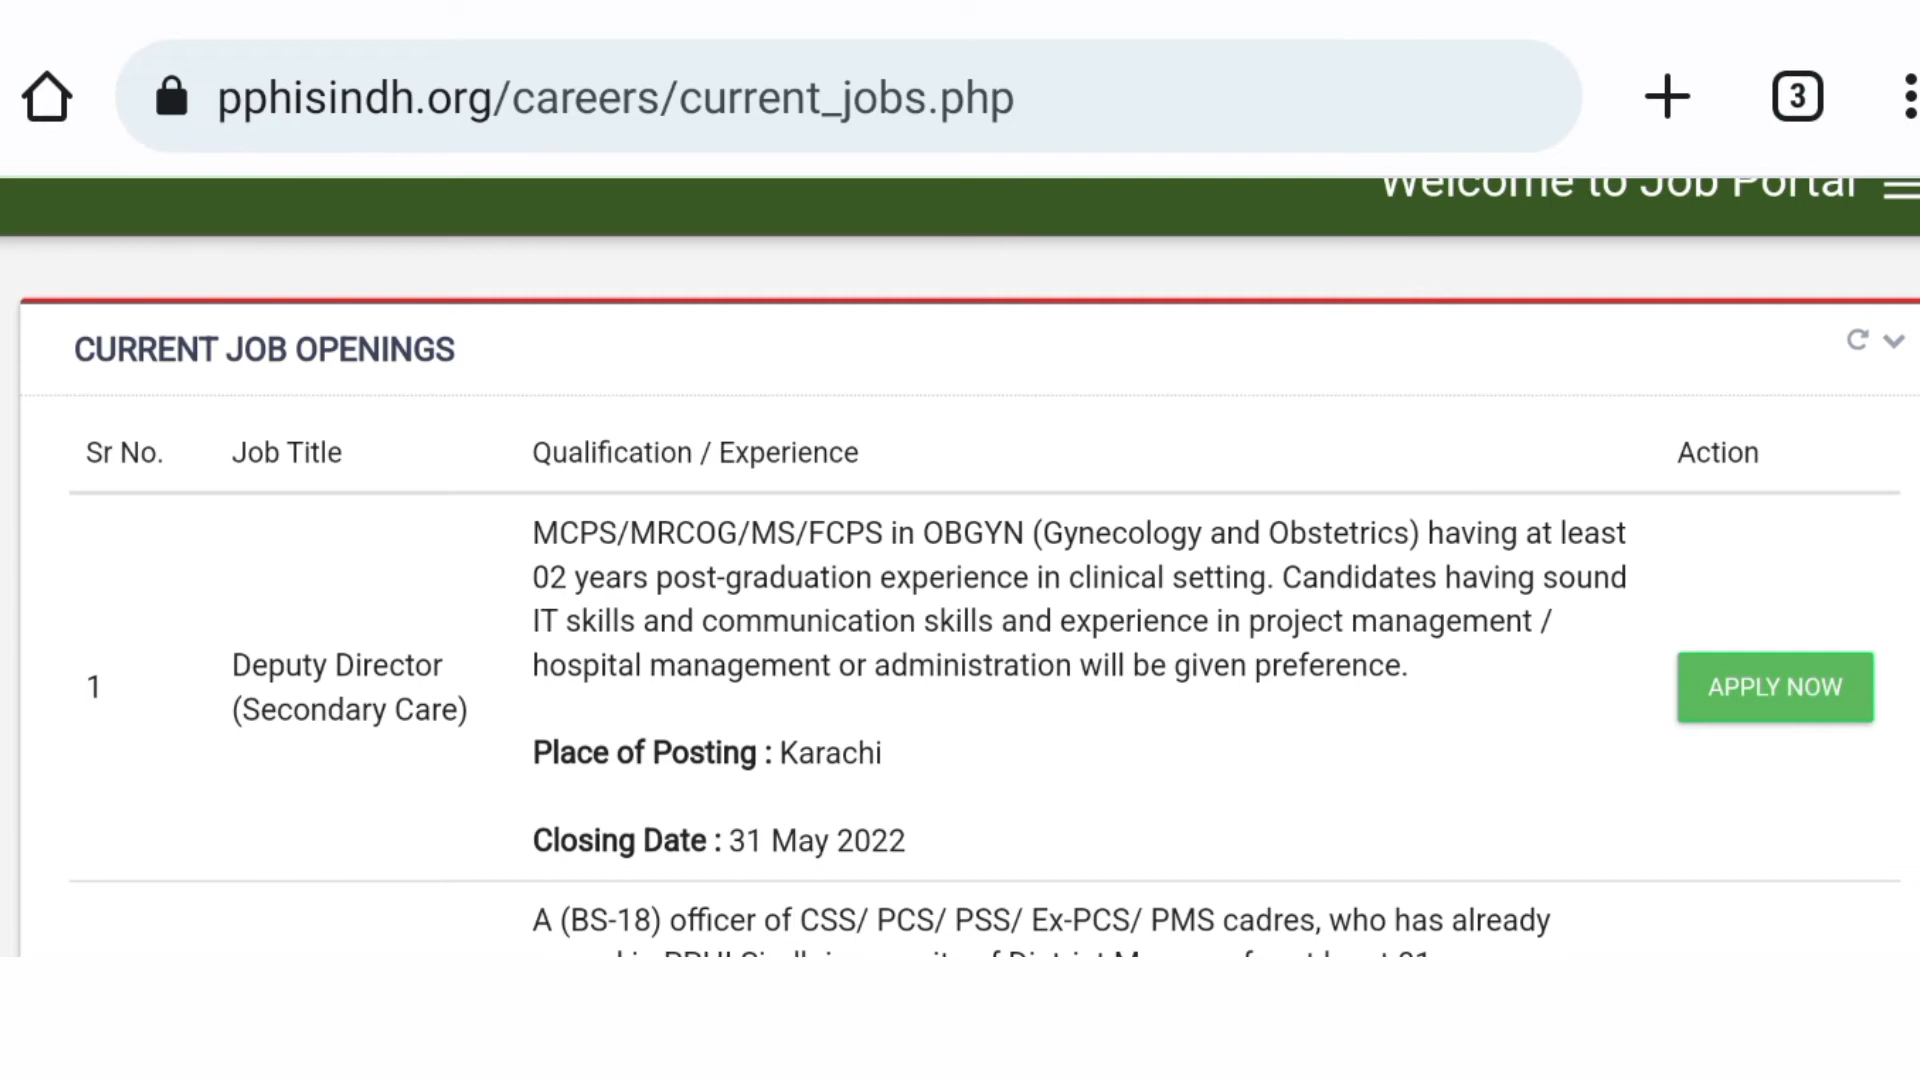 pphisindh.org/careers/current_jobs.php
3
Welcome to Job Portal
CURRENT JOB OPENINGS
Sr No. Job Title Qualification / Experience Action
MCPS/MRCOG/MS/FCPS in OBGYN (Gynecology and Obstetrics) having at least
02 years post-graduation experience in clinical setting. Candidates having sound
IT skills and communication skills and experience in project management /
hospital management or administration will be given preference.
1
Deputy Director
(Secondary Care)
APPLY NOW
Place of Posting : Karachi
Closing Date : 31 May 2022
A (BS-18) officer of CSS/ PCS/ PSS/ Ex-PCS/ PMS cadres, who has already